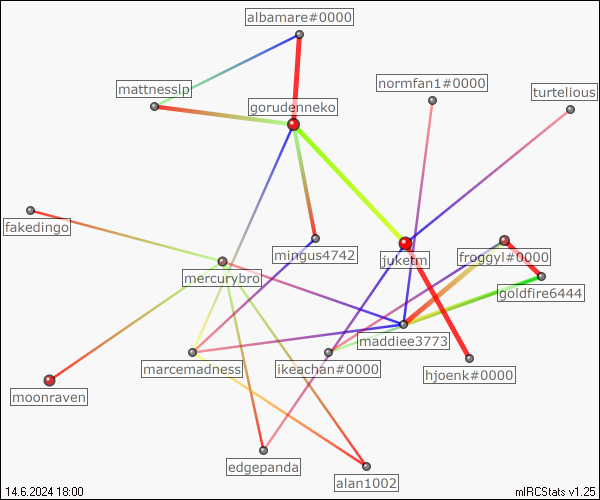 albamare#0000
mattnesslp
normfan1#0000
turtelious
gorudenneko
fakedingo
mingus4742
juketm
froggyl#0000
mercurybro
goldfire6444
maddiee3773
marcemadness
ikeachan#0000
hjoenk#0000
moonraven
edgepanda
alan1002
14.6.2024 18:00
mIRCStats v1.25